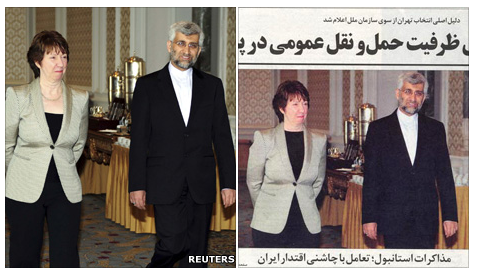 REUTERS
دلیل اصلی انتخاب تهران از سوی سازمان ملل اعلام شد
ظرفیت حمل و نقل عمومی در
مذاکرات استانبول؛ تعامل با چاشنی اقتدار ایران